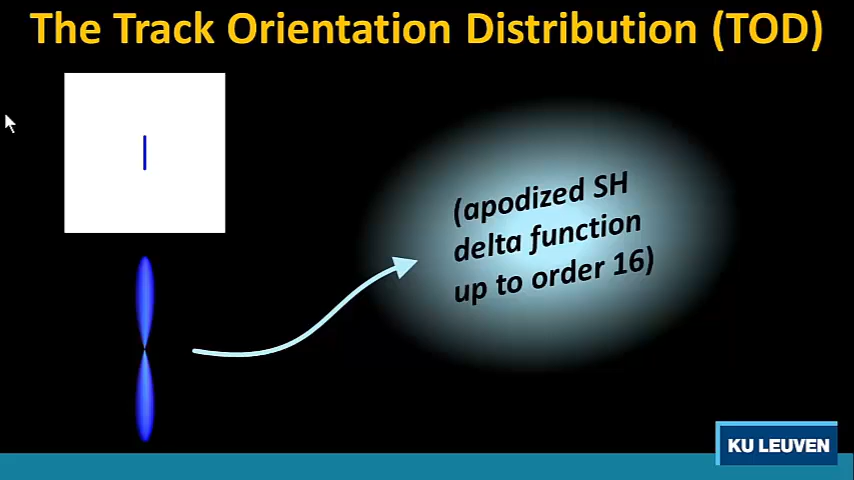 The Track Orientation Distribution (TOD)
(apodized SH
delta function
up to order 16)
KU LEUVEN